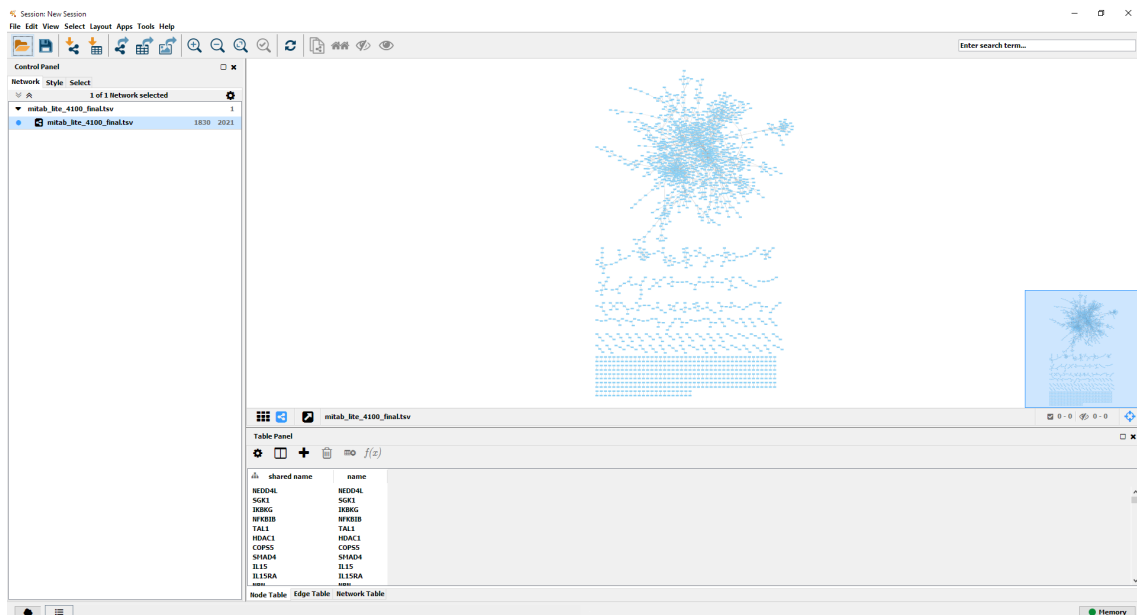 Session: New Session
File Edit View Select Layout Apps Tools Help
Enter search term...
Control Panel
Network Style Select
1 of 1 Network selected
mitab_lite_4100_final.tsv 1
mitab_lite_4100_final.tsv 1830 2021
mitab_lite_4100_final.tsv
0 - 0 0 - 0
Table Panel
f(x)
shared name name
NEDD4L NEDD4L
SGK1 SGK1
IKBKG IKBKG
NFKBIB NFKBIB
TAL1 TAL1
HDAC1 HDAC1
COPS5 COPS5
SMAD4 SMAD4
IL15 IL15
IL15RA IL15RA
Node Table Edge Table Network Table
Memory